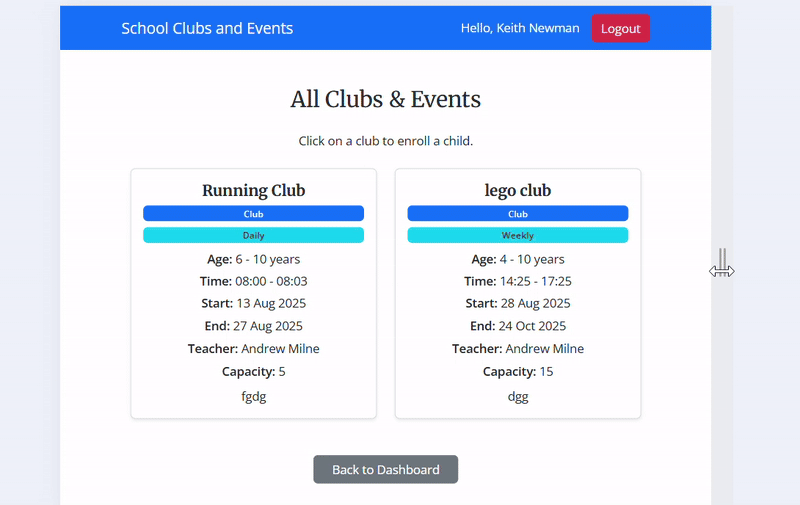 School Clubs and Events
Hello, Keith Newman
Logout
All Clubs & Events
Click on a club to enroll a child.
Running Club
Club
Daily
Age: 6 - 10 years
Time: 08:00 - 08:03
Start: 13 Aug 2025
End: 27 Aug 2025
Teacher: Andrew Milne
Capacity: 5
fgdg
lego club
Club
Weekly
Age: 4 - 10 years
Time: 14:25 - 17:25
Start: 28 Aug 2025
End: 24 Oct 2025
Teacher: Andrew Milne
Capacity: 15
dgg
Back to Dashboard